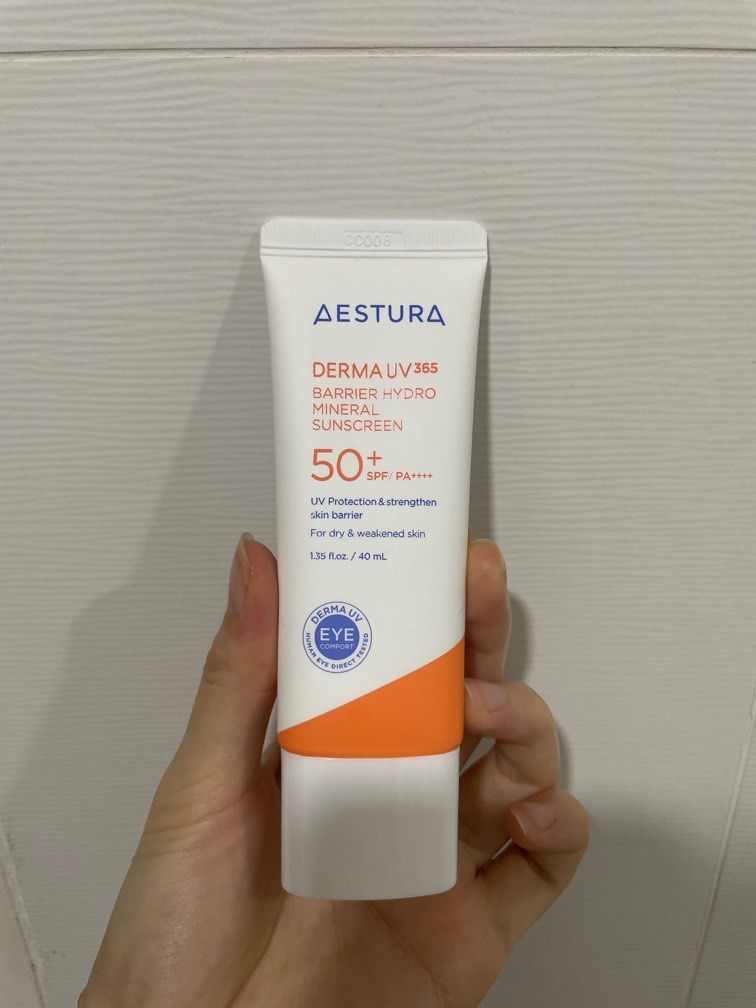 CC008
AESTURA
DERMA UV 365
BARRIER HYDRO
MINERAL
SUNSCREEN
50+
SPF/ PA++++
UV Protection & strengthen
skin barrier
For dry & weakened skin
1.35 fl.oz. / 40 mL
DERMA UV
EYE
COMFORT
HUMAN EYE DIRECT TESTED